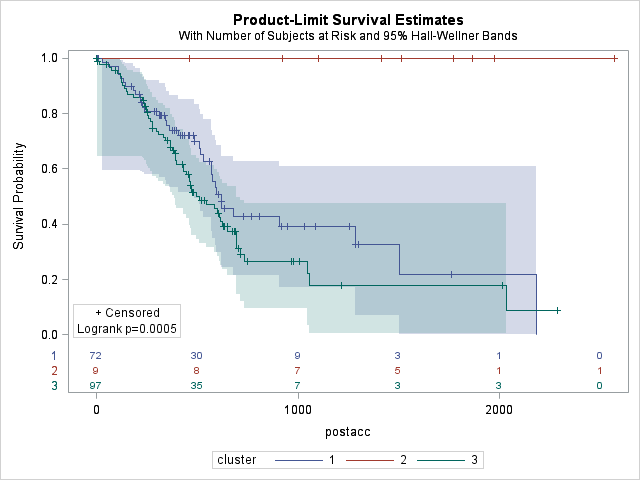 Product-Limit Survival Estimates
With Number of Subjects at Risk and 95% Hall-Wellner Bands
1.0
0.8
0.6
0.4
0.2
0.0
Survival Probability
+ Censored
Logrank p=0.0005
1 72 30 9 3 1 0
2 9 8 7 5 1 1
3 97 35 7 3 3 0
0 1000 2000
postacc
cluster 1 2 3